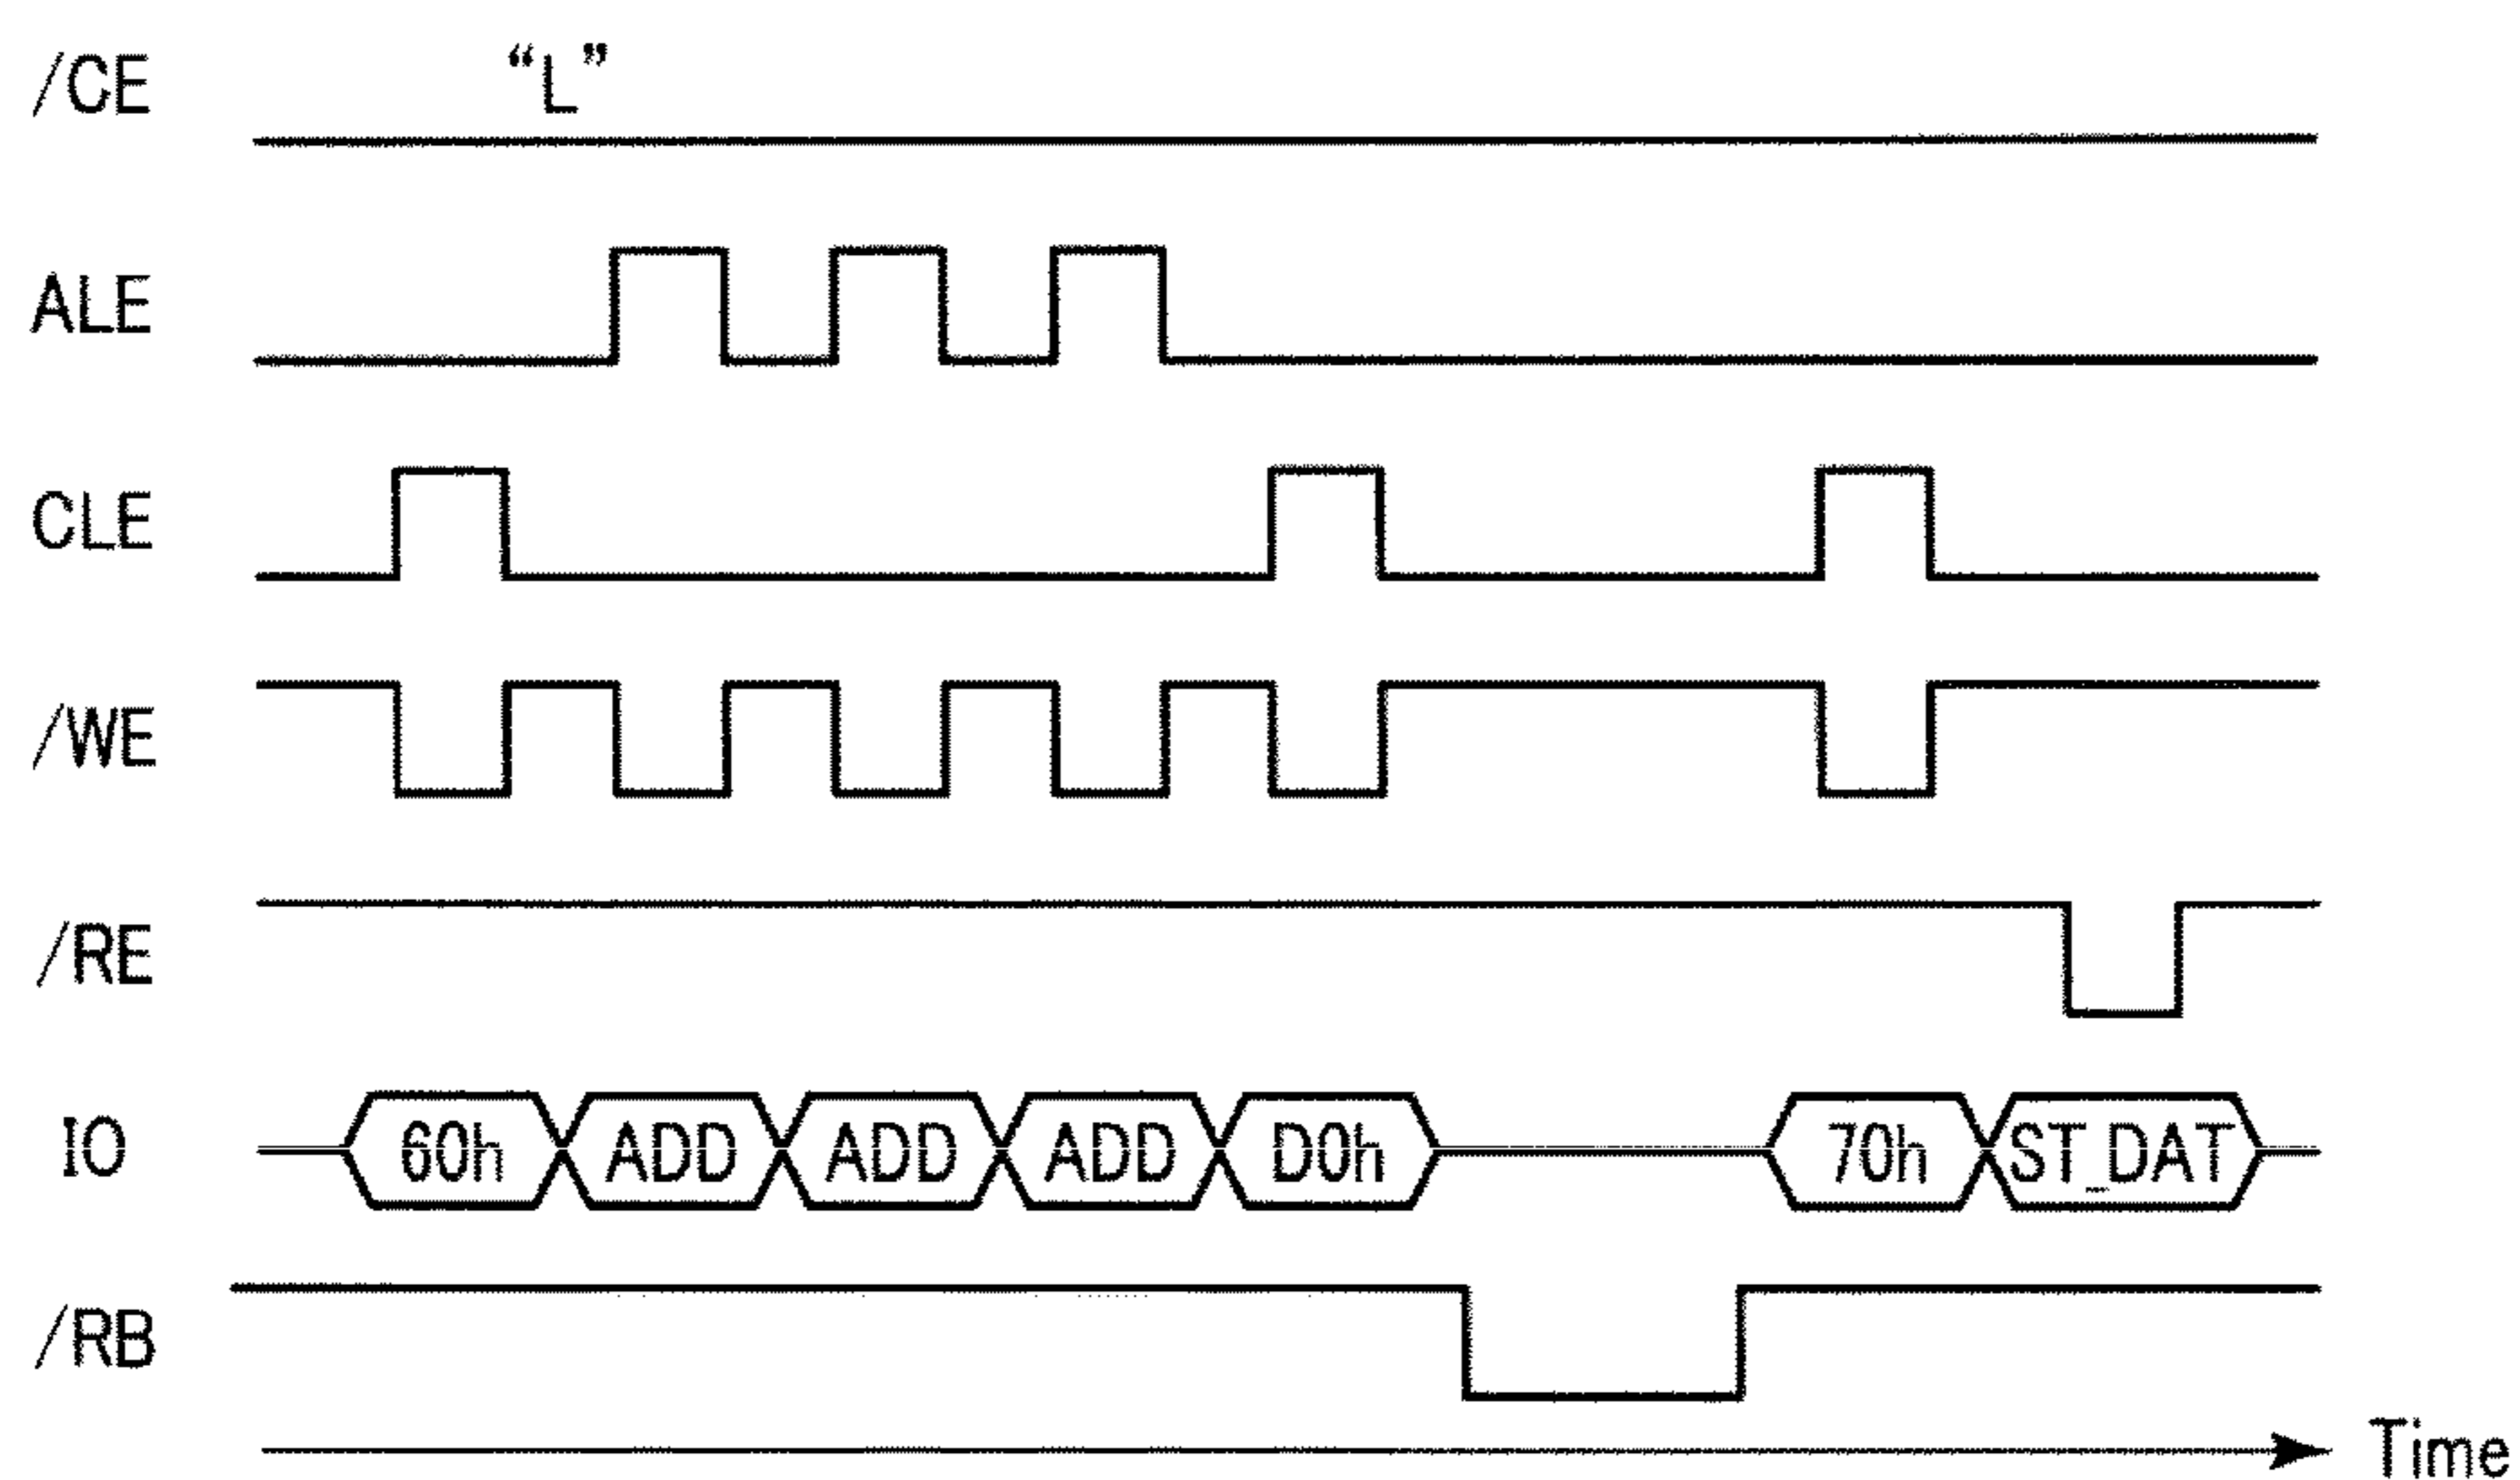 /CE “L”
ALE
CLE
/WE
/RE
IO 60h ADD ADD ADD D0h 70h ST_DAT
/RB
Time